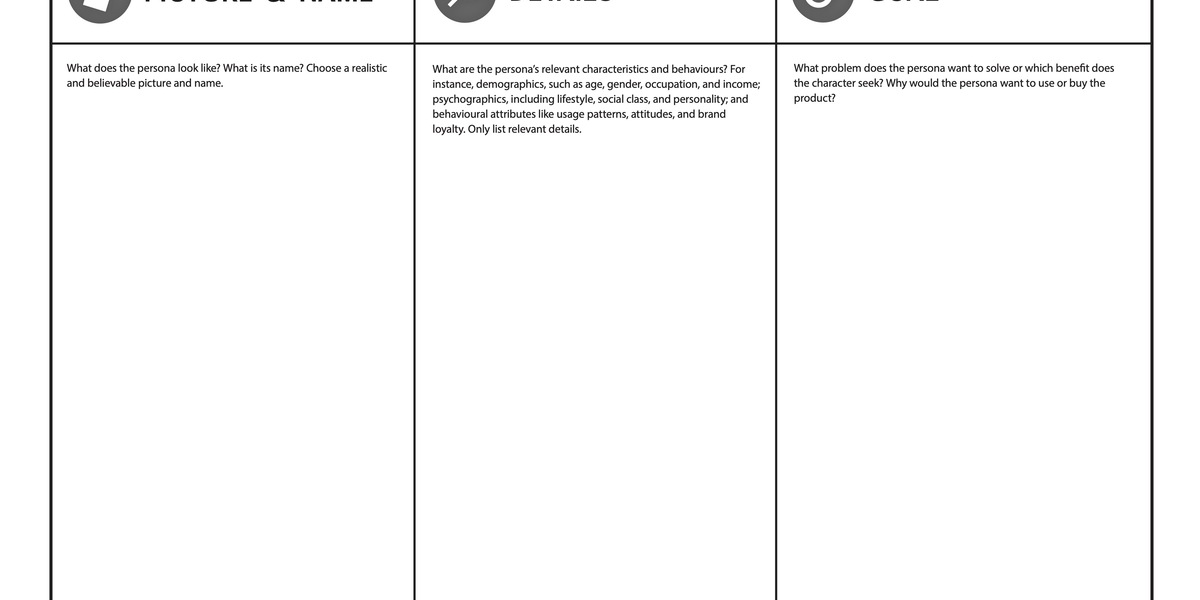 PICTURE & NAME
DETAILS
GOAL
What does the persona look like? What is its name? Choose a realistic
and believable picture and name.
What are the persona’s relevant characteristics and behaviours? For
instance, demographics, such as age, gender, occupation, and income;
psychographics, including lifestyle, social class, and personality; and
behavioural attributes like usage patterns, attitudes, and brand
loyalty. Only list relevant details.
What problem does the persona want to solve or which benefit does
the character seek? Why would the persona want to use or buy the
product?